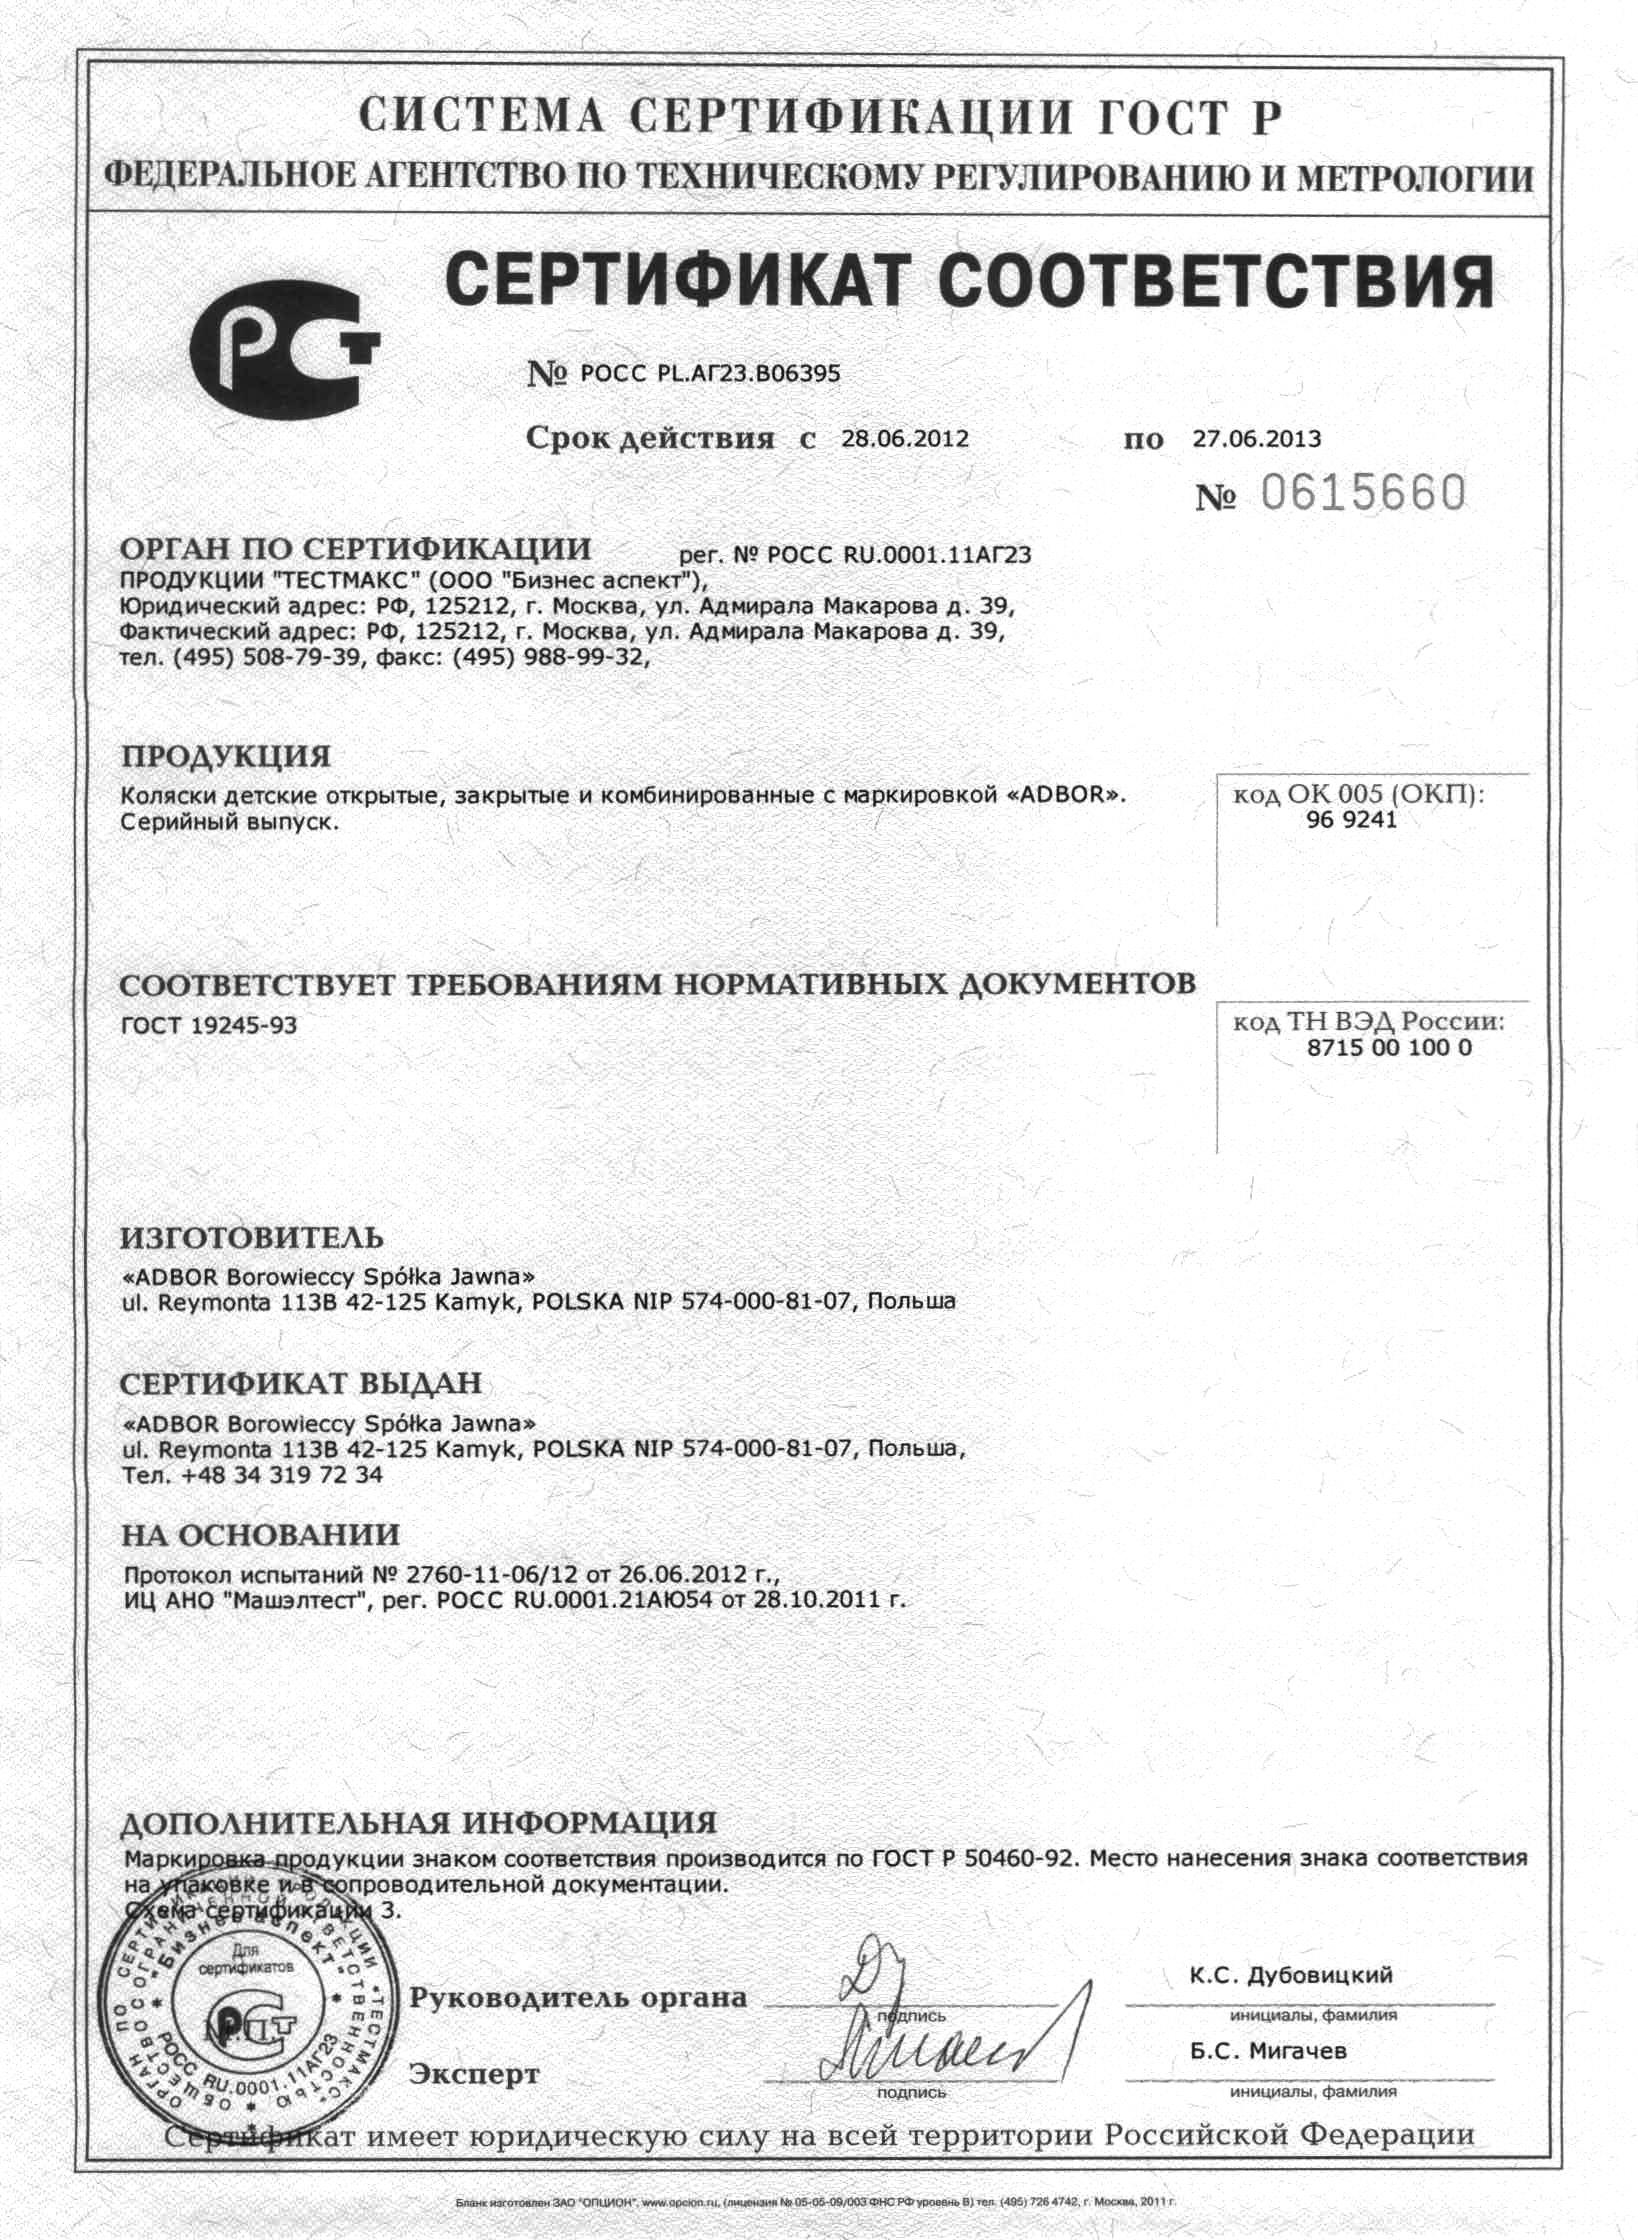 СИСТЕМА СЕРТИФИКАЦИИ ГОСТ Р
ФЕДЕРАЛЬНОЕ АГЕНТСТВО ПО ТЕХНИЧЕСКОМУ РЕГУЛИРОВАНИЮ И МЕТРОЛОГИИ
СЕРТИФИКАТ СООТВЕТСТВИЯ
№ РОСС PL.АГ23.В06395
Срок действия с 28.06.2012 по 27.06.2013
№ 0615660
ОРГАН ПО СЕРТИФИКАЦИИ рег. № РОСС RU.0001.11АГ23
ПРОДУКЦИИ "ТЕСТМАКС" (ООО "Бизнес аспект"),
Юридический адрес: РФ, 125212, г. Москва, ул. Адмирала Макарова д. 39,
Фактический адрес: РФ, 125212, г. Москва, ул. Адмирала Макарова д. 39,
тел. (495) 508-79-39, факс: (495) 988-99-32,
ПРОДУКЦИЯ
Коляски детские открытые, закрытые и комбинированные с маркировкой «ADBOR».
Серийный выпуск.
код ОК 005 (ОКП):
96 9241
СООТВЕТСТВУЕТ ТРЕБОВАНИЯМ НОРМАТИВНЫХ ДОКУМЕНТОВ
ГОСТ 19245-93
код ТН ВЭД России:
8715 00 100 0
ИЗГОТОВИТЕЛЬ
«ADBOR Borowieccy Spółka Jawna»
ul. Reymonta 113B 42-125 Kamyk, POLSKA NIP 574-000-81-07, Польша
СЕРТИФИКАТ ВЫДАН
«ADBOR Borowieccy Spółka Jawna»
ul. Reymonta 113B 42-125 Kamyk, POLSKA NIP 574-000-81-07, Польша,
Тел. +48 34 319 72 34
НА ОСНОВАНИИ
Протокол испытаний № 2760-11-06/12 от 26.06.2012 г.,
ИЦ АНО "Машэлтест", рег. РОСС RU.0001.21АЮ54 от 28.10.2011 г.
ДОПОЛНИТЕЛЬНАЯ ИНФОРМАЦИЯ
Маркировка продукции знаком соответствия производится по ГОСТ Р 50460-92. Место нанесения знака соответствия
на упаковке и в сопроводительной документации.
Схема сертификации 3.
ОРГАН ПО СЕРТИФИКАЦИИ ПРОДУКЦИИ "ТЕСТМАКС"
ОБЩЕСТВО С ОГРАНИЧЕННОЙ ОТВЕТСТВЕННОСТЬЮ
"Бизнес аспект"
РОСС RU.0001.11АГ23
Для
сертификатов
М.П.
Руководитель органа
подпись
К.С. Дубовицкий
инициалы, фамилия
Эксперт
подпись
Б.С. Мигачев
инициалы, фамилия
Сертификат имеет юридическую силу на всей территории Российской Федерации
Бланк изготовлен ЗАО "ОПЦИОН", www.opcion.ru, (лицензия № 05-05-09/003 ФНС РФ уровень В) тел. (495) 726 4742, г. Москва, 2011 г.